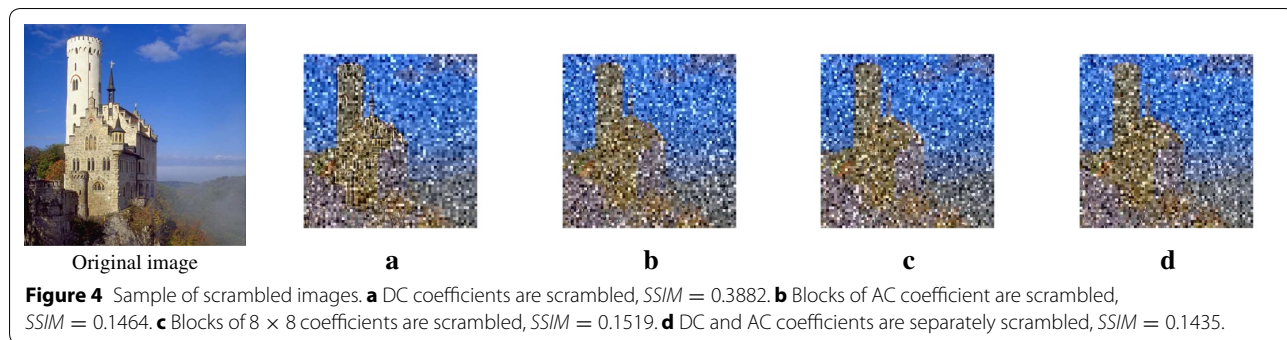 Original image
a
b
c
d
Figure 4 Sample of scrambled images. a DC coefficients are scrambled, SSIM = 0.3882. b Blocks of AC coefficient are scrambled,
SSIM = 0.1464. c Blocks of 8 × 8 coefficients are scrambled, SSIM = 0.1519. d DC and AC coefficients are separately scrambled, SSIM = 0.1435.